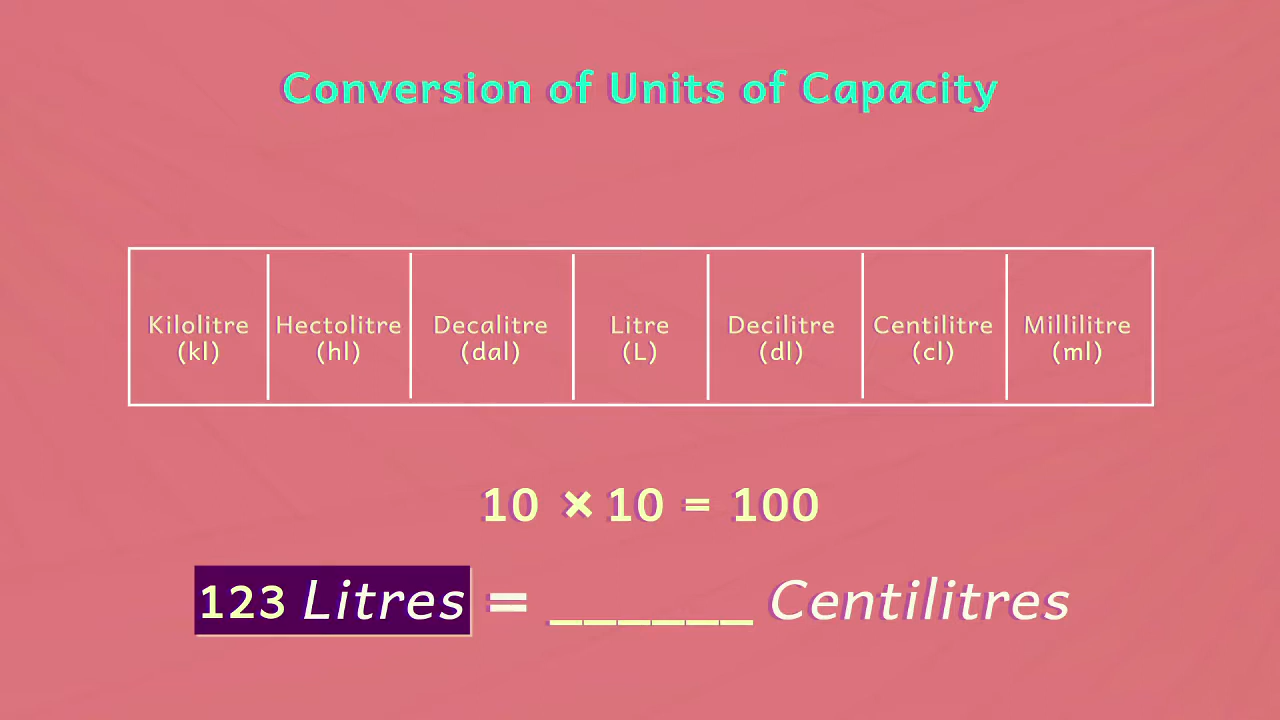 Conversion of Units of Capacity
Kilolitre Hectolitre Decalitre Litre Decilitre Centilitre Millilitre
(kl) (hl) (dal) (L) (dl) (cl) (ml)
10 × 10 = 100
123 Litres = ______ Centilitres